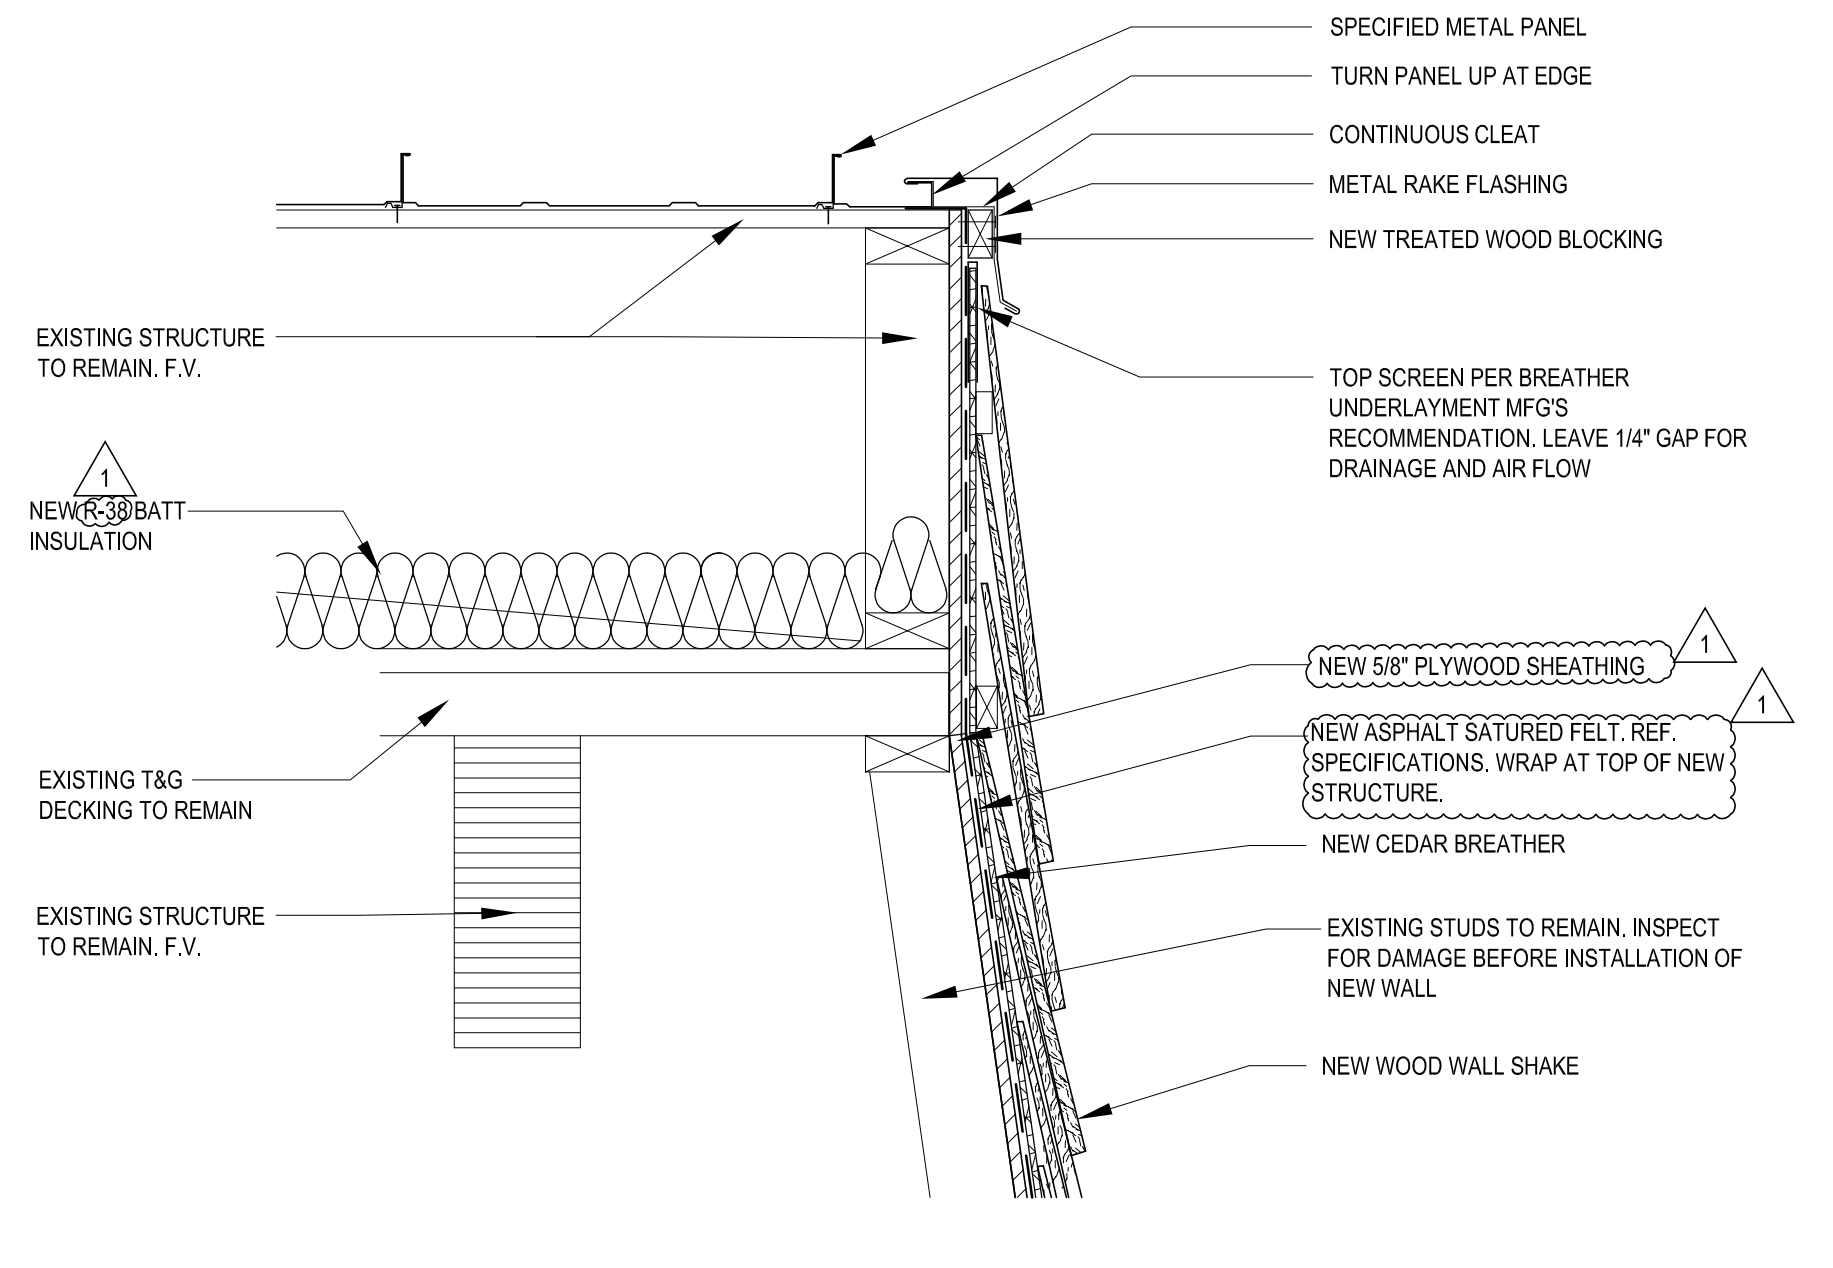 SPECIFIED METAL PANEL
TURN PANEL UP AT EDGE
CONTINUOUS CLEAT
METAL RAKE FLASHING
NEW TREATED WOOD BLOCKING
EXISTING STRUCTURE
TO REMAIN. F.V.
TOP SCREEN PER BREATHER
UNDERLAYMENT MFG'S
RECOMMENDATION. LEAVE 1/4" GAP FOR
DRAINAGE AND AIR FLOW
1
NEW R-38 BATT
INSULATION
NEW 5/8" PLYWOOD SHEATHING
1
1
NEW ASPHALT SATURED FELT. REF.
SPECIFICATIONS. WRAP AT TOP OF NEW
STRUCTURE.
EXISTING T&G
DECKING TO REMAIN
NEW CEDAR BREATHER
EXISTING STRUCTURE
TO REMAIN. F.V.
EXISTING STUDS TO REMAIN. INSPECT
FOR DAMAGE BEFORE INSTALLATION OF
NEW WALL
NEW WOOD WALL SHAKE